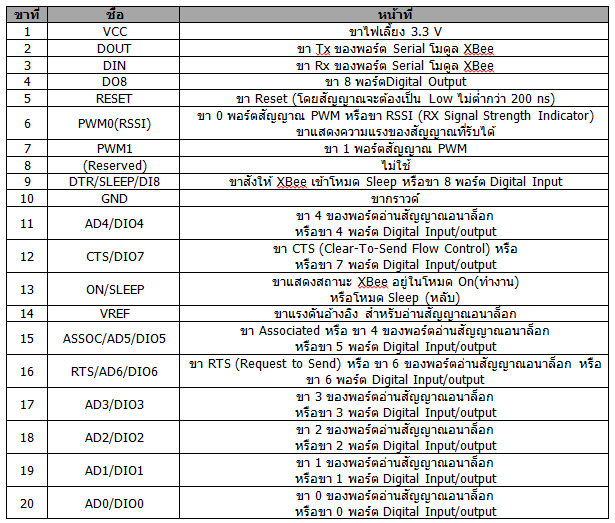 ขาที่ ชื่อ หน้าที่
1 VCC ขาไฟเลี้ยง 3.3 V
2 DOUT ขา Tx ของพอร์ต Serial โมดูล XBee
3 DIN ขา Rx ของพอร์ต Serial โมดูล XBee
4 DO8 ขา 8 พอร์ตDigital Output
5 RESET ขา Reset (โดยสัญญาณจะต้องเป็น Low ไม่ต่ำกว่า 200 ns)
6 PWM0(RSSI) ขา 0 พอร์ตสัญญาณ PWM หรือขา RSSI (RX Signal Strength Indicator)
ขาแสดงความแรงของสัญญาณที่รับได้
7 PWM1 ขา 1 พอร์ตสัญญาณ PWM
8 (Reserved) ไม่ใช้
9 DTR/SLEEP/DI8 ขาสั่งให้ XBee เข้าโหมด Sleep หรือขา 8 พอร์ต Digital Input
10 GND ขากราวด์
11 AD4/DIO4 ขา 4 ของพอร์ตอ่านสัญญาณอนาล็อก
หรือขา 4 พอร์ต Digital Input/output
12 CTS/DIO7 ขา CTS (Clear-To-Send Flow Control) หรือ
หรือขา 7 พอร์ต Digital Input/output
13 ON/SLEEP ขาแสดงสถานะ XBee อยู่ในโหมด On(ทำงาน)
หรือโหมด Sleep (หลับ)
14 VREF ขาแรงดันอ้างอิง สำหรับอ่านสัญญาณอนาล็อก
15 ASSOC/AD5/DIO5 ขา Associated หรือ ขา 4 ของพอร์ตอ่านสัญญาณอนาล็อก
หรือขา 5 พอร์ต Digital Input/output
16 RTS/AD6/DIO6 ขา RTS (Request to Send) หรือ ขา 6 ของพอร์ตอ่านสัญญาณอนาล็อก หรือ
ขา 6 พอร์ต Digital Input/output
17 AD3/DIO3 ขา 3 ของพอร์ตอ่านสัญญาณอนาล็อก
หรือขา 3 พอร์ต Digital Input/output
18 AD2/DIO2 ขา 2 ของพอร์ตอ่านสัญญาณอนาล็อก
หรือขา 2 พอร์ต Digital Input/output
19 AD1/DIO1 ขา 1 ของพอร์ตอ่านสัญญาณอนาล็อก
หรือขา 1 พอร์ต Digital Input/output
20 AD0/DIO0 ขา 0 ของพอร์ตอ่านสัญญาณอนาล็อก
หรือขา 0 พอร์ต Digital Input/output